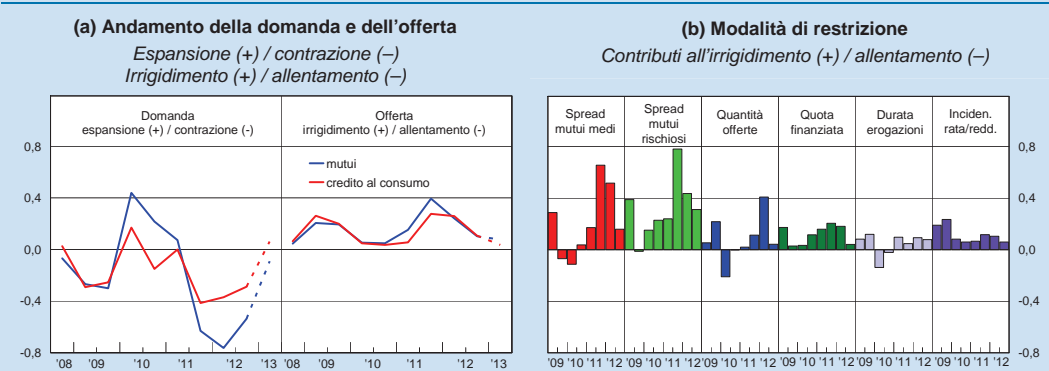 (a) Andamento della domanda e dell'offerta
Espansione (+) / contrazione (–)
Irrigidimento (+) / allentamento (–)
Domanda
espansione (+) / contrazione (-)
Offerta
irrigidimento (+) / allentamento (-)
mutui
credito al consumo
0,8
0,4
0,0
-0,4
-0,8
'08 '09 '10 '11 '12 '13 '08 '09 '10 '11 '12 '13
(b) Modalità di restrizione
Contributi all'irrigidimento (+) / allentamento (–)
Spread
mutui medi
Spread
mutui
rischiosi
Quantità
offerte
Quota
finanziata
Durata
erogazioni
Inciden.
rata/redd.
0,8
0,4
0,0
-0,4
-0,8
'09 '10 '11 '12 '09 '10 '11 '12 '09 '10 '11 '12 '09 '10 '11 '12 '09 '10 '11 '12 '09 '10 '11 '12